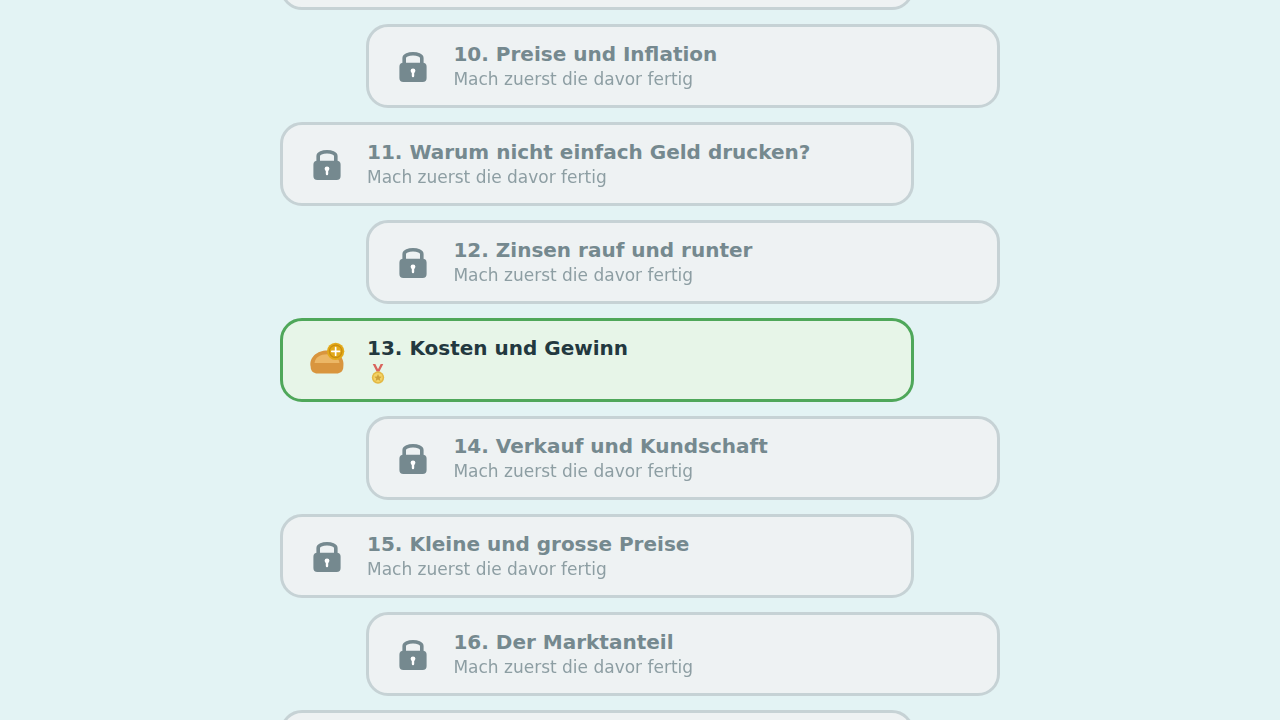 10. Preise und Inflation
Mach zuerst die davor fertig
11. Warum nicht einfach Geld drucken?
Mach zuerst die davor fertig
12. Zinsen rauf und runter
Mach zuerst die davor fertig
13. Kosten und Gewinn
14. Verkauf und Kundschaft
Mach zuerst die davor fertig
15. Kleine und grosse Preise
Mach zuerst die davor fertig
16. Der Marktanteil
Mach zuerst die davor fertig